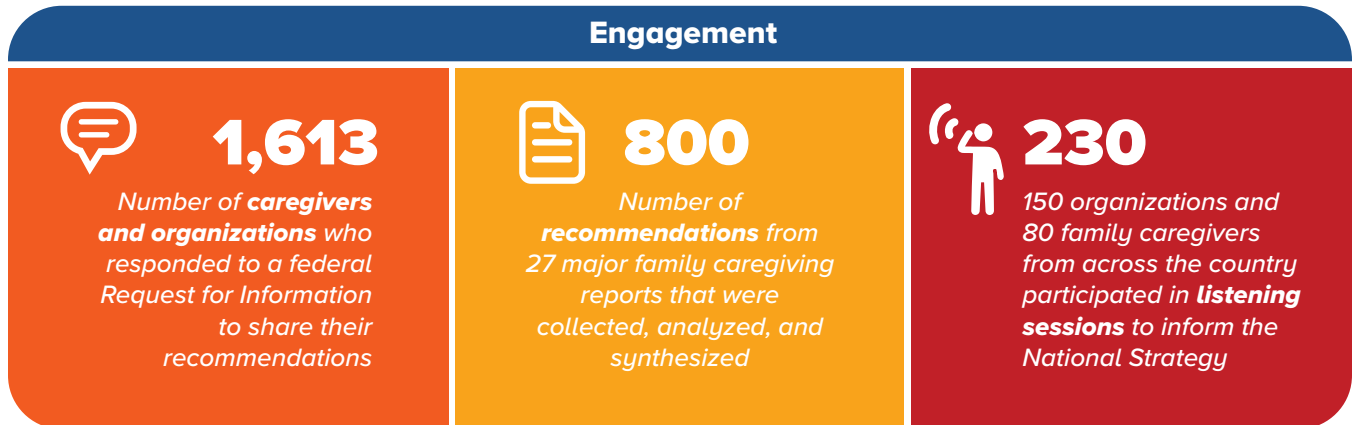 Engagement
1,613
Number of caregivers
and organizations who
responded to a federal
Request for Information
to share their
recommendations
800
Number of
recommendations from
27 major family caregiving
reports that were
collected, analyzed, and
synthesized
230
150 organizations and
80 family caregivers
from across the country
participated in listening
sessions to inform the
National Strategy